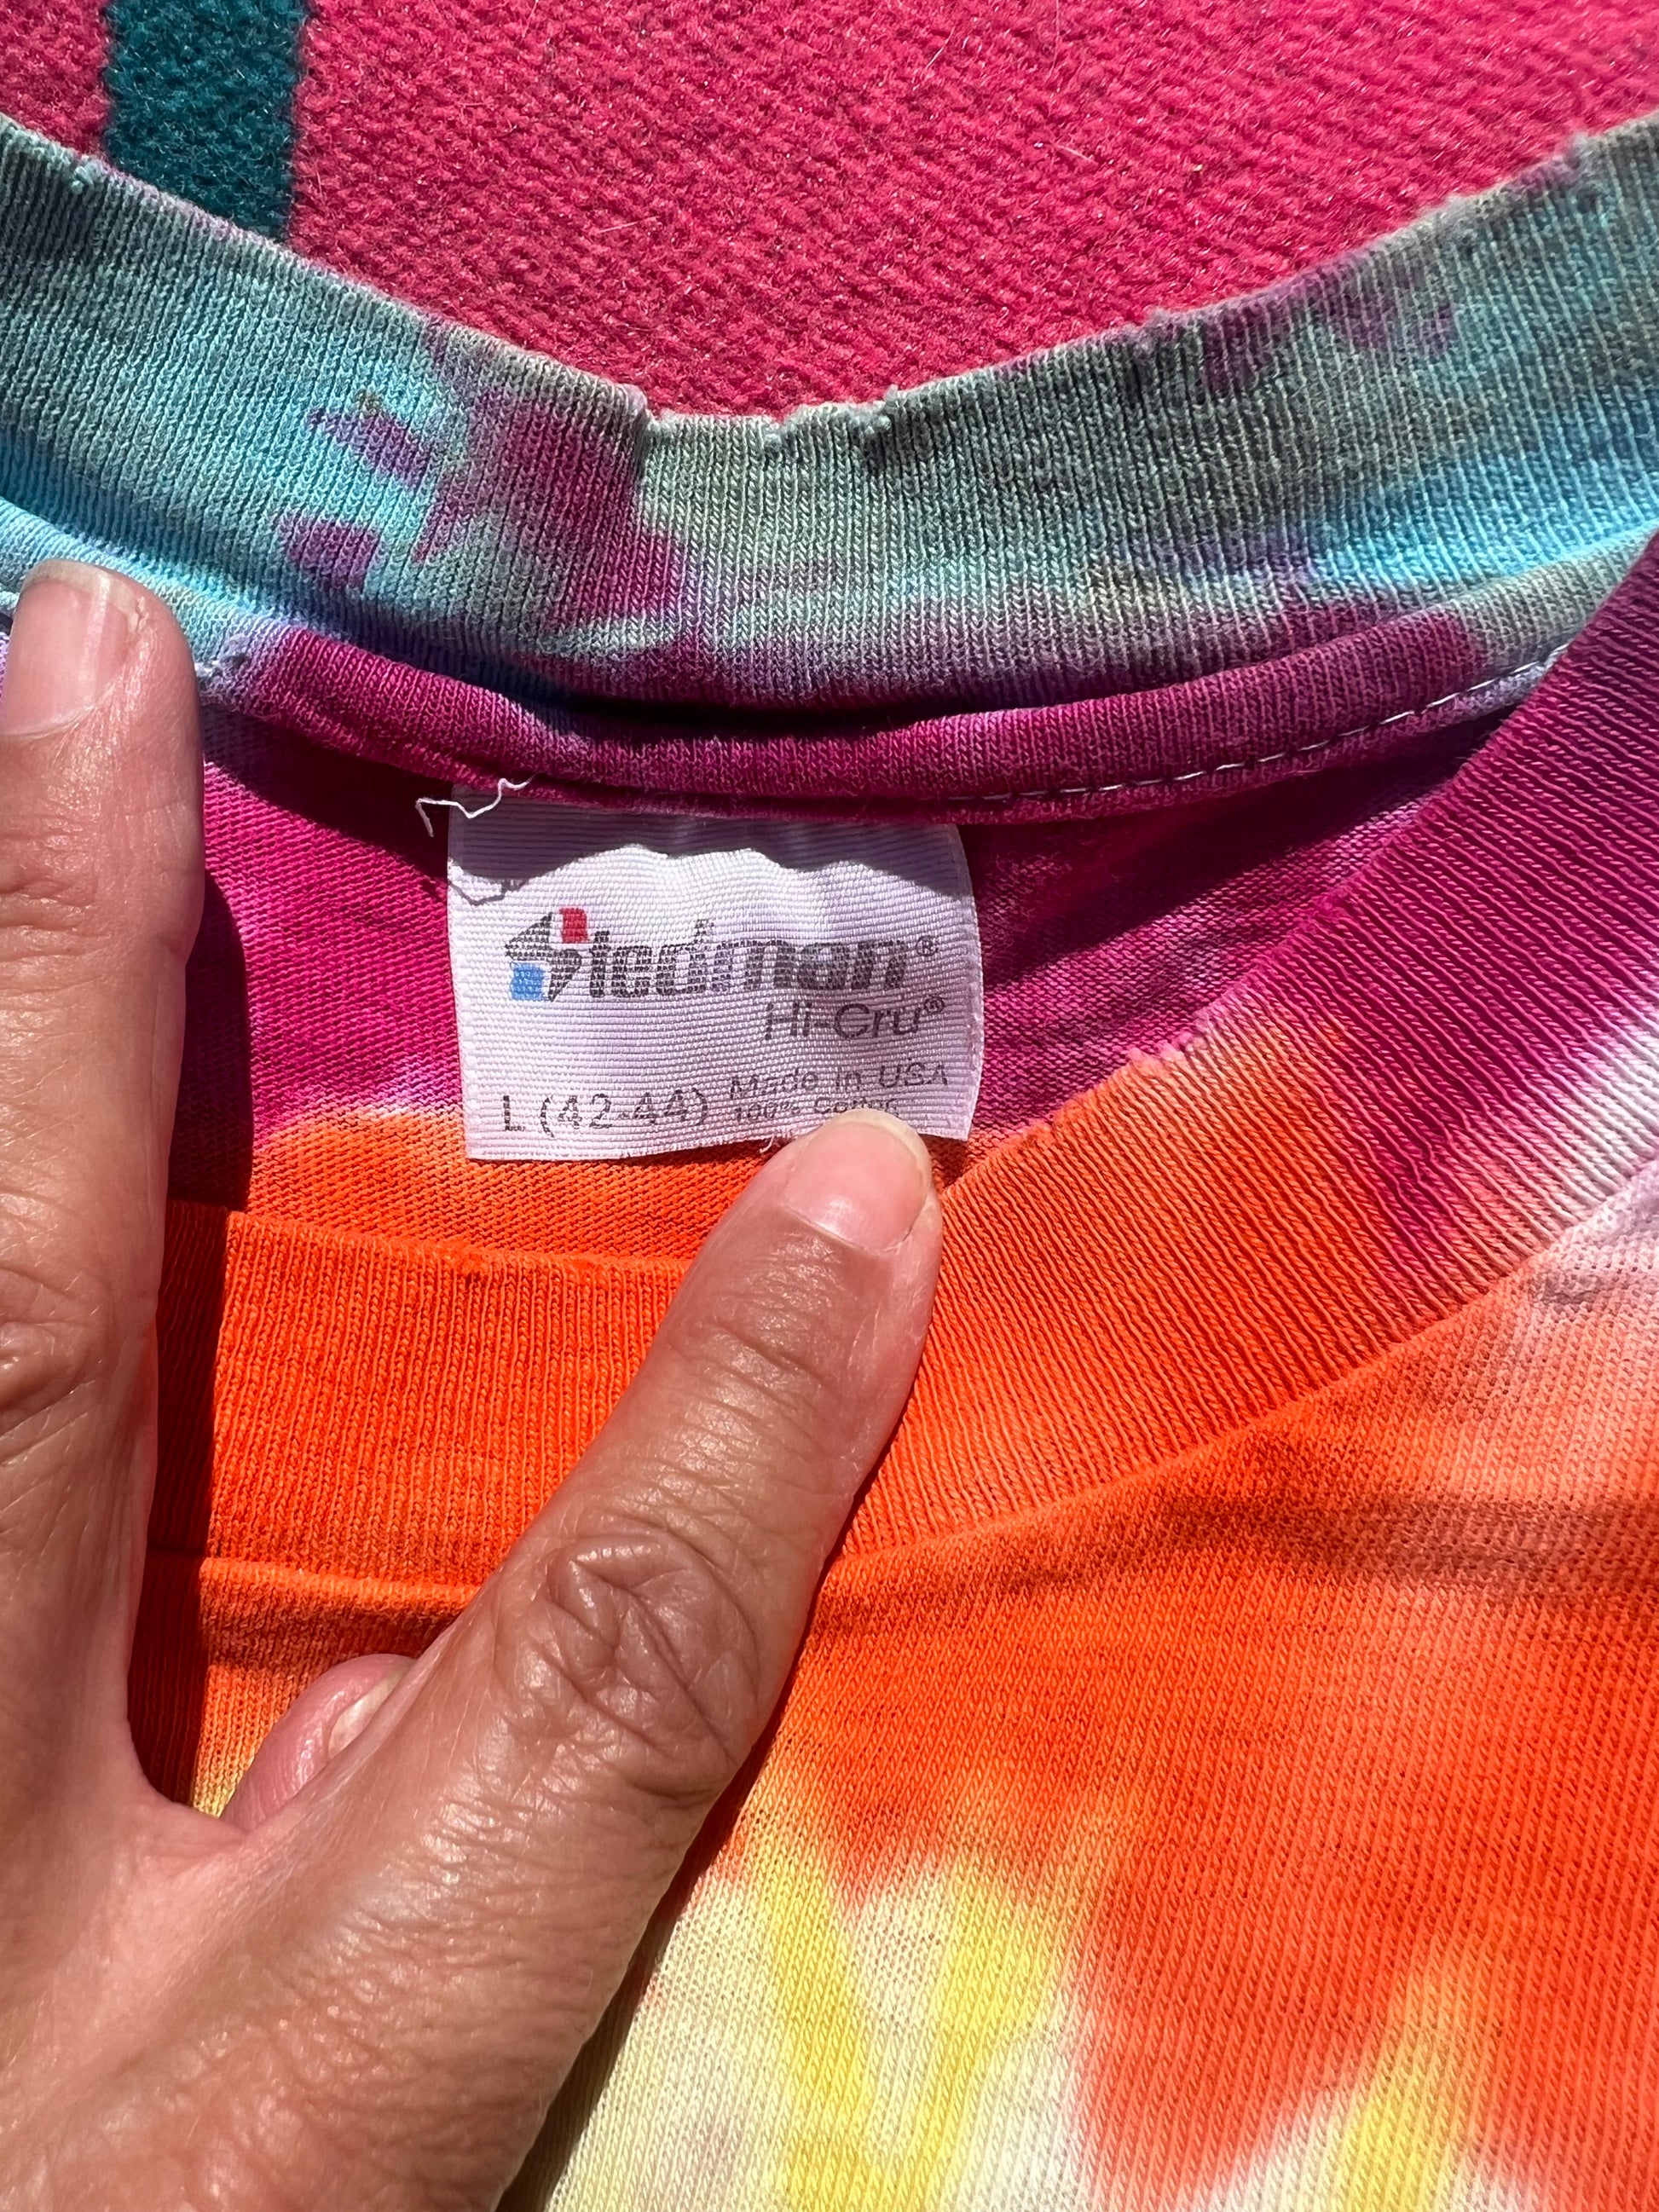 Stedman®
Hi-Cru®
L (42-44) Made in USA
100% Cotton